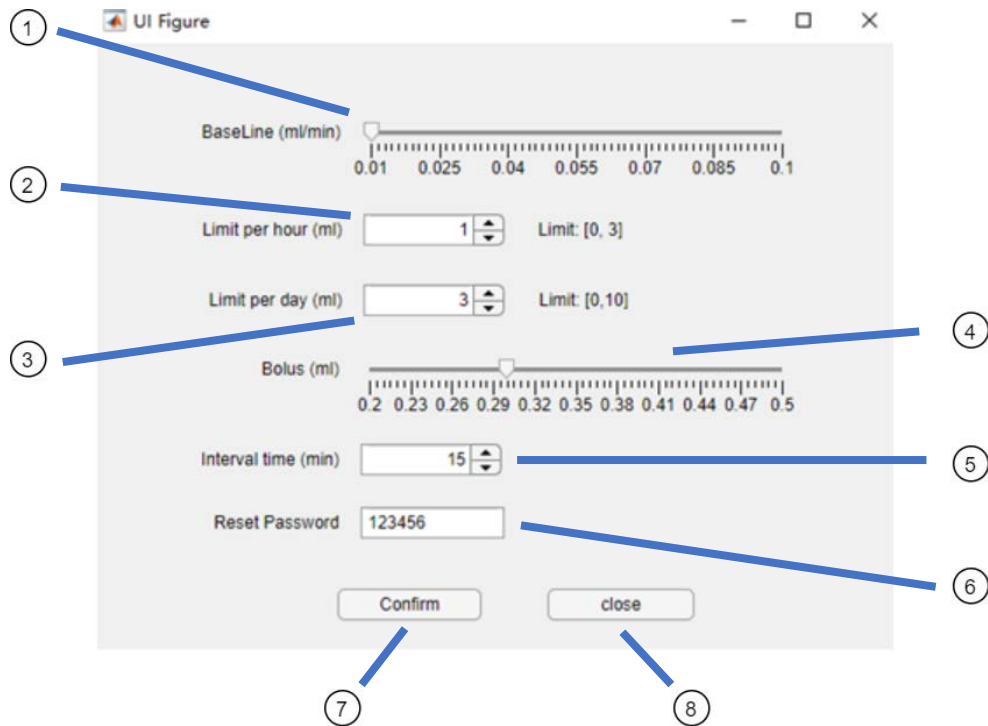 ① UI Figure
BaseLine (ml/min)
0.01 0.025 0.04 0.055 0.07 0.085 0.1
②
Limit per hour (ml) 1 Limit: [0, 3]
Limit per day (ml) 3 Limit: [0,10]
④
③
Bolus (ml)
0.2 0.23 0.26 0.29 0.32 0.35 0.38 0.41 0.44 0.47 0.5
Interval time (min) 15 ⑤
Reset Password 123456
⑥
Confirm close
⑦ ⑧